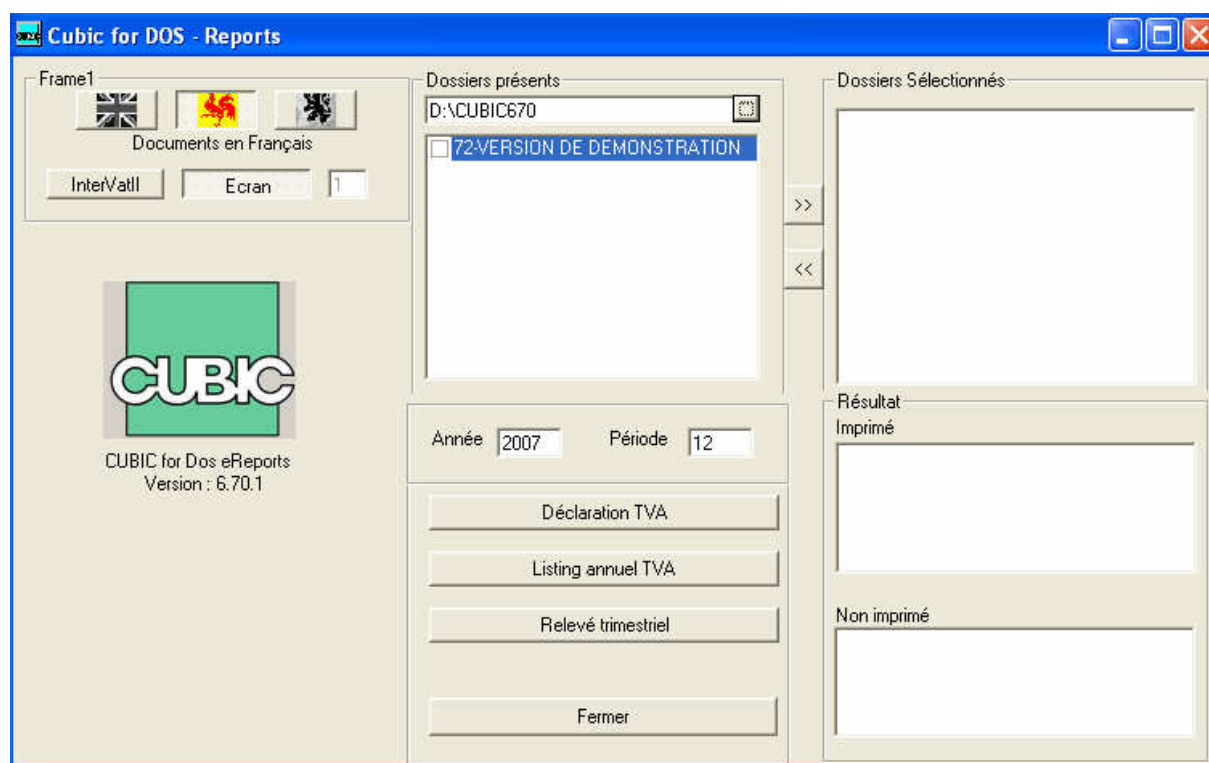 Cubic for DOS - Reports
Frame1
Documents en Français
InterVatII
Ecran
1
CUBIC
CUBIC for Dos eReports
Version : 6.70.1
Dossiers présents
D:\CUBIC670
72-VERSION DE DEMONSTRATION
>>
<<
Année 2007 Période 12
Déclaration TVA
Listing annuel TVA
Relevé trimestriel
Fermer
Dossiers Sélectionnés
Résultat
Imprimé
Non imprimé